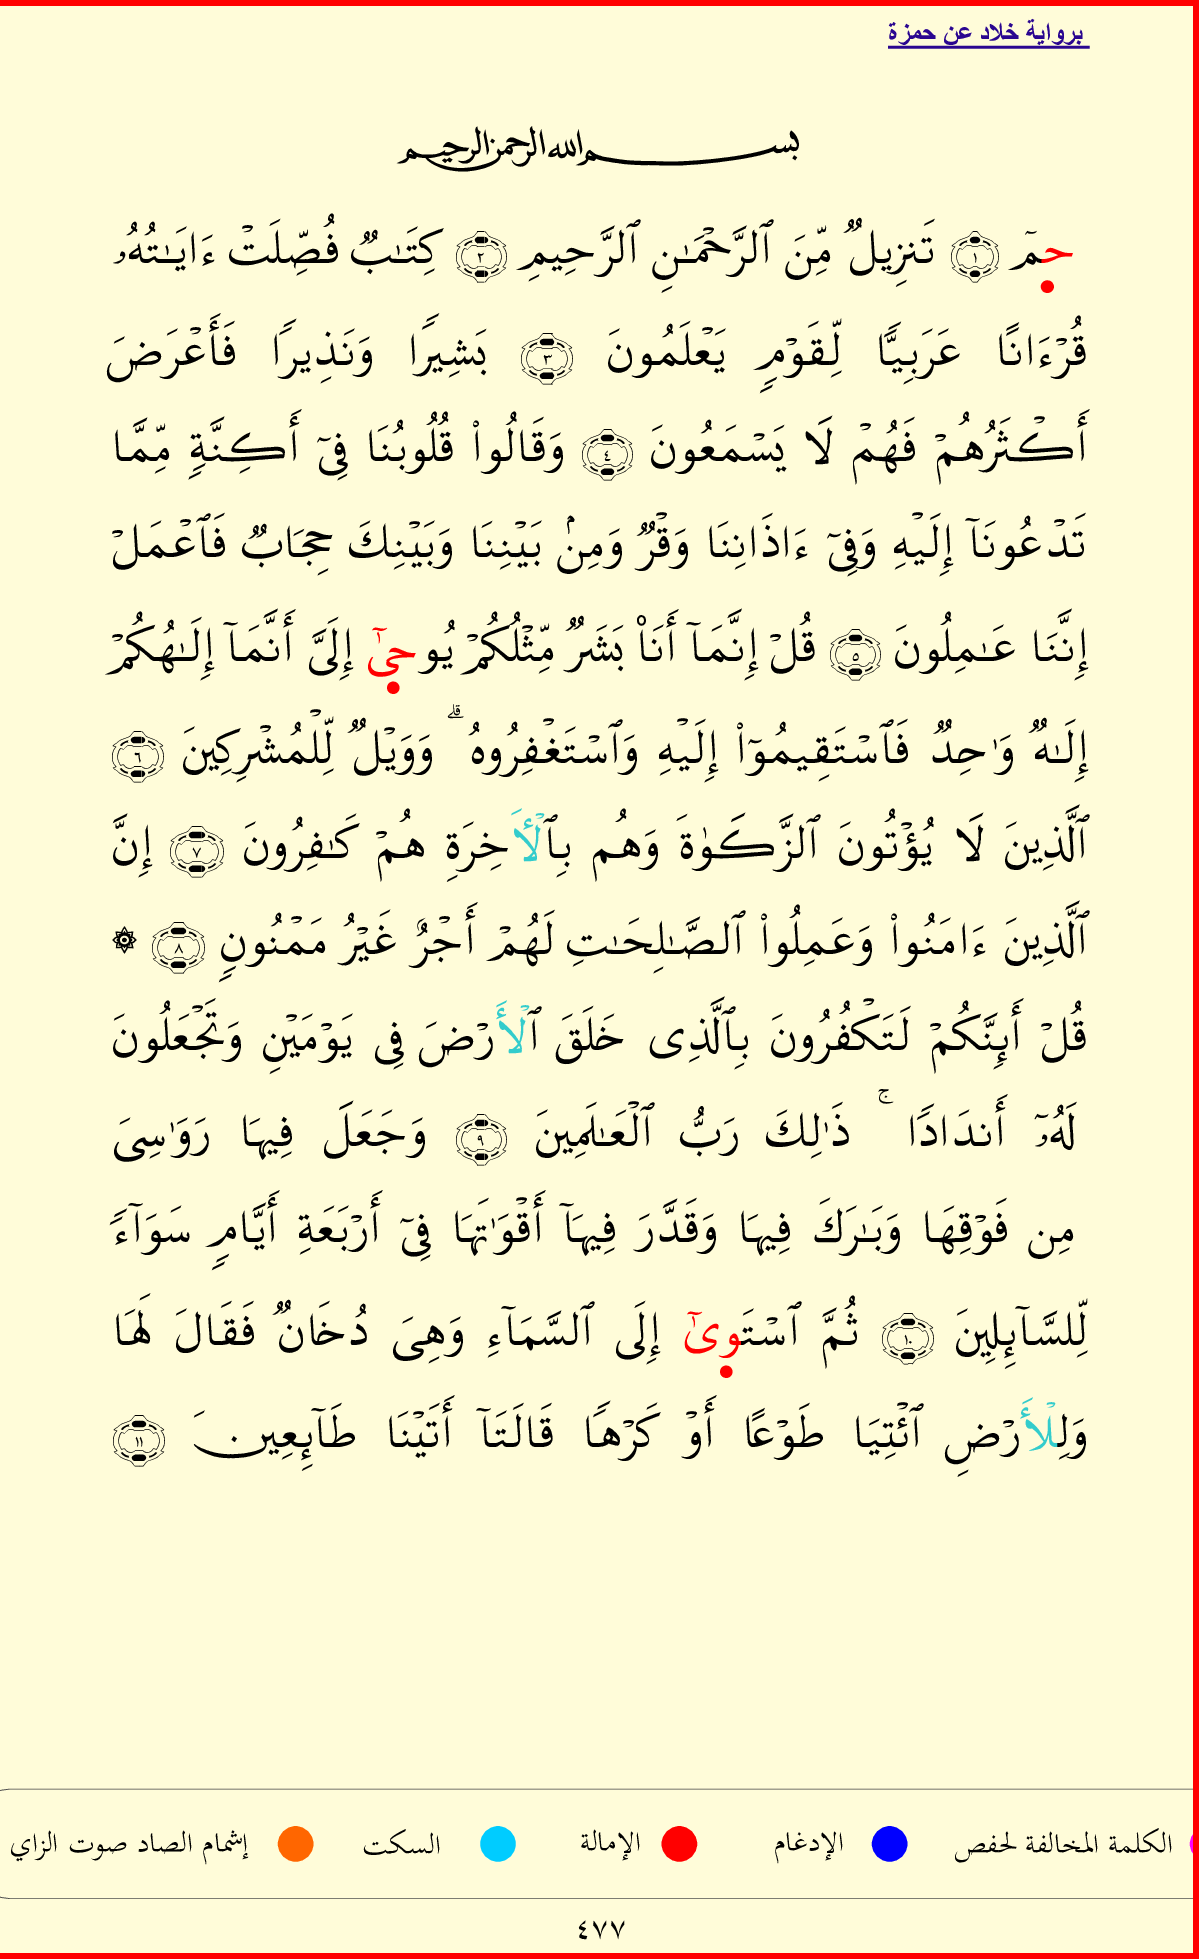 برواية خلاد عن حمزة
بسم الله الرحمن الرحيم
حمٓ ١ تَنزِيلٌ مِّنَ ٱلرَّحۡمَٰنِ ٱلرَّحِيمِ ٢ كِتَٰبٌ فُصِّلَتۡ ءَايَٰتُهُۥ
قُرۡءَانًا عَرَبِيًّا لِّقَوۡمٍ يَعۡلَمُونَ ٣ بَشِيرًا وَنَذِيرًا فَأَعۡرَضَ
أَكۡثَرُهُمۡ فَهُمۡ لَا يَسۡمَعُونَ ٤ وَقَالُواْ قُلُوبُنَا فِيٓ أَكِنَّةٍ مِّمَّا
تَدۡعُونَآ إِلَيۡهِ وَفِيٓ ءَاذَانِنَا وَقۡرٌ وَمِنۢ بَيۡنِنَا وَبَيۡنِكَ حِجَابٌ فَٱعۡمَلۡ
إِنَّنَا عَٰمِلُونَ ٥ قُلۡ إِنَّمَآ أَنَا۠ بَشَرٌ مِّثۡلُكُمۡ يُوحِىٰٓ إِلَيَّ أَنَّمَآ إِلَٰهُكُمۡ
إِلَٰهٌ وَٰحِدٌ فَٱسۡتَقِيمُوٓاْ إِلَيۡهِ وَٱسۡتَغۡفِرُوهُۗ وَوَيۡلٌ لِّلۡمُشۡرِكِينَ ٦
ٱلَّذِينَ لَا يُؤۡتُونَ ٱلزَّكَوٰةَ وَهُم بِٱلۡأَخِرَةِ هُمۡ كَٰفِرُونَ ٧ إِنَّ
ٱلَّذِينَ ءَامَنُواْ وَعَمِلُواْ ٱلصَّٰلِحَٰتِ لَهُمۡ أَجۡرٌ غَيۡرُ مَمۡنُونٍ ٨ ۞
قُلۡ أَئِنَّكُمۡ لَتَكۡفُرُونَ بِٱلَّذِى خَلَقَ ٱلۡأَرۡضَ فِى يَوۡمَيۡنِ وَتَجۡعَلُونَ
لَهُۥٓ أَندَادًاۚ ذَٰلِكَ رَبُّ ٱلۡعَٰلَمِينَ ٩ وَجَعَلَ فِيهَا رَوَٰسِىَ
مِن فَوۡقِهَا وَبَٰرَكَ فِيهَا وَقَدَّرَ فِيهَآ أَقۡوَٰتَهَا فِىٓ أَرۡبَعَةِ أَيَّامٍ سَوَآءً
لِّلسَّآئِلِينَ ١٠ ثُمَّ ٱسۡتَوِىٰٓ إِلَى ٱلسَّمَآءِ وَهِىَ دُخَانٌ فَقَالَ لَهَا
وَلِلۡأَرۡضِ ٱئۡتِيَا طَوۡعًا أَوۡ كَرۡهًا قَالَتَآ أَتَيۡنَا طَآئِعِينَ ١١
الكلمة المخالفة لحفص الإدغام الإمالة السكت إشمام الصاد صوت الزاي
٤٧٧